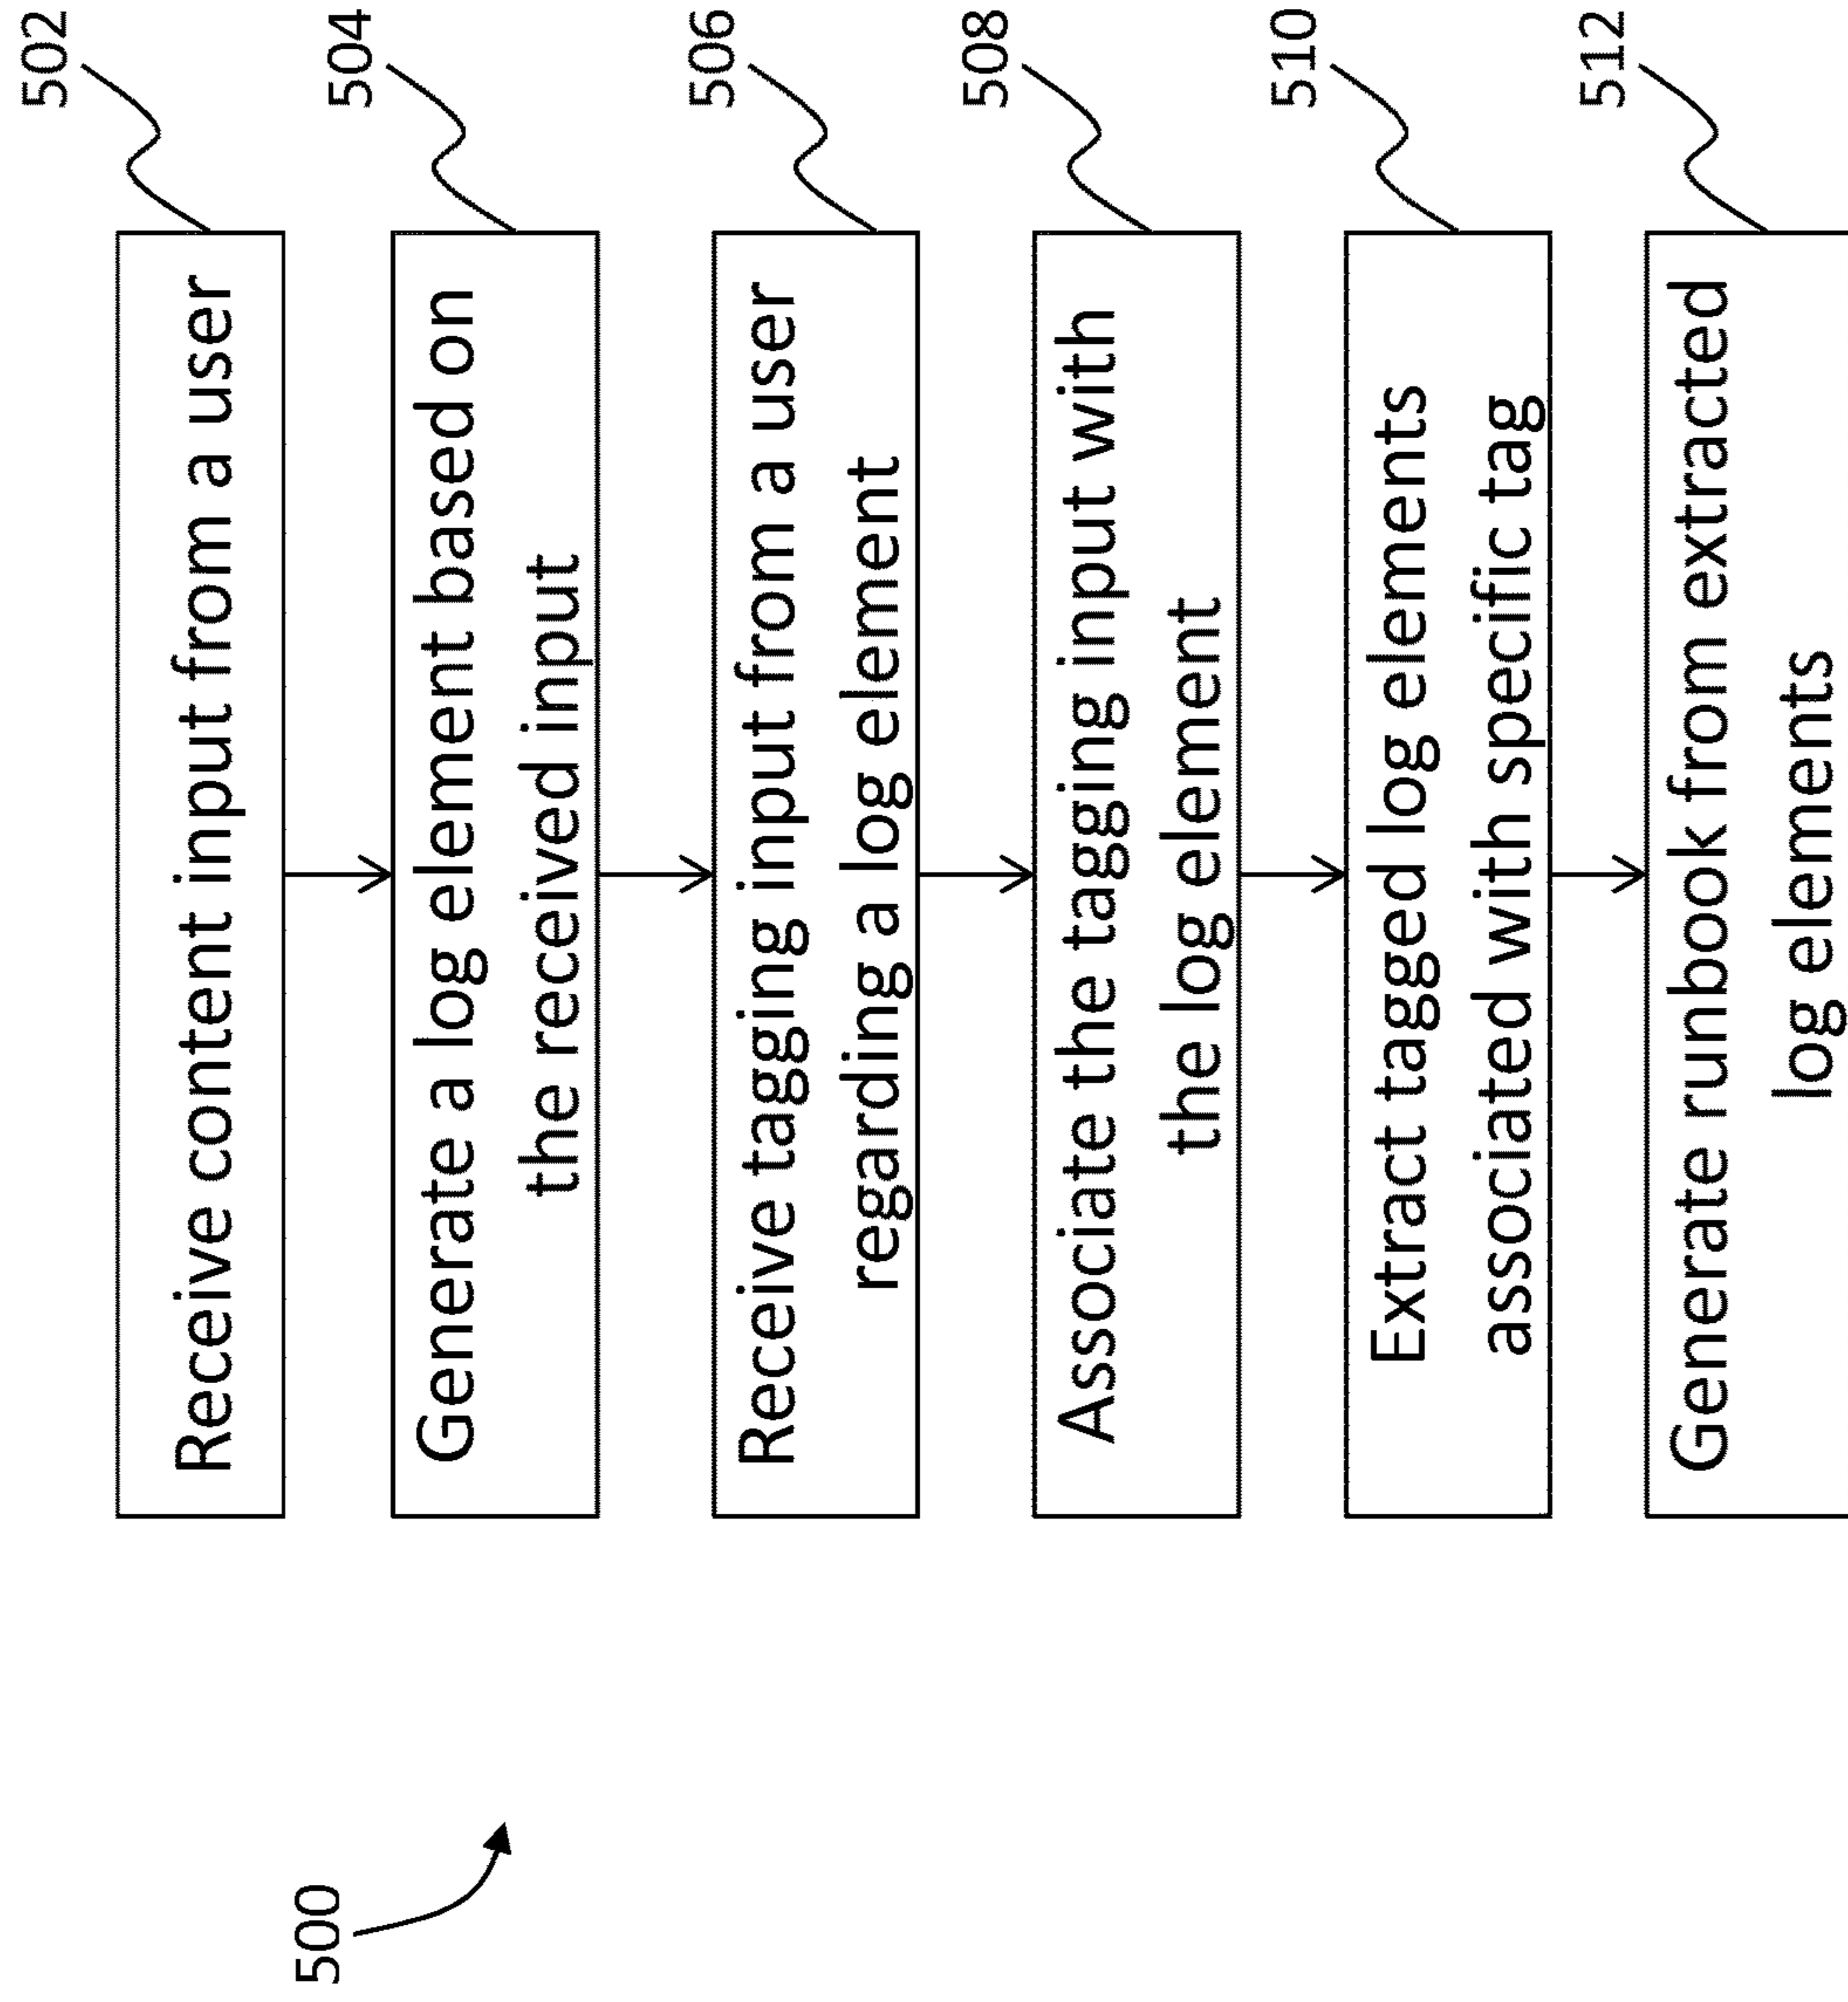 500
502
Receive content input from a user
504
Generate a log element based on
the received input
506
Receive tagging input from a user
regarding a log element
508
Associate the tagging input with
the log element
510
Extract tagged log elements
associated with specific tag
512
Generate runbook from extracted
log elements